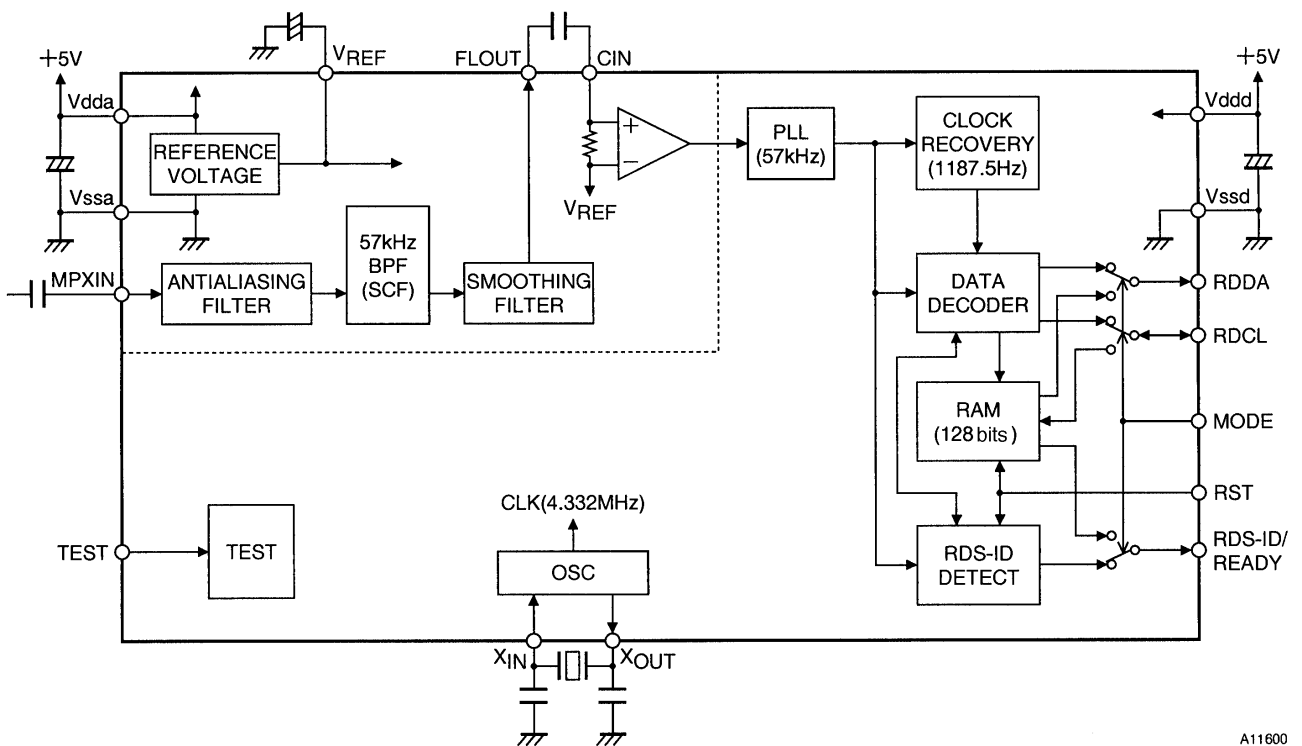 +5V
VREF
FLOUT
CIN
+5V
Vdda
REFERENCE
VOLTAGE
Vssa
+
−
VREF
PLL
(57kHz)
CLOCK
RECOVERY
(1187.5Hz)
Vddd
Vssd
MPXIN
ANTIALIASING
FILTER
57kHz
BPF
(SCF)
SMOOTHING
FILTER
DATA
DECODER
RDDA
RDCL
RAM
(128bits)
MODE
RST
TEST
TEST
CLK(4.332MHz)
OSC
RDS-ID
DETECT
RDS-ID/
READY
XIN
XOUT
A11600